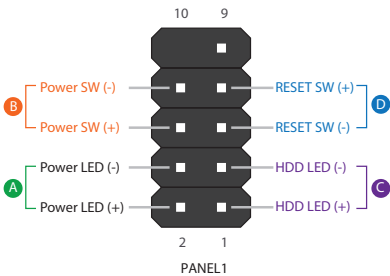 10 9
Power SW (-) RESET SW (+)
B D
Power SW (+) RESET SW (-)
Power LED (-) HDD LED (-)
A C
Power LED (+) HDD LED (+)
2 1
PANEL1